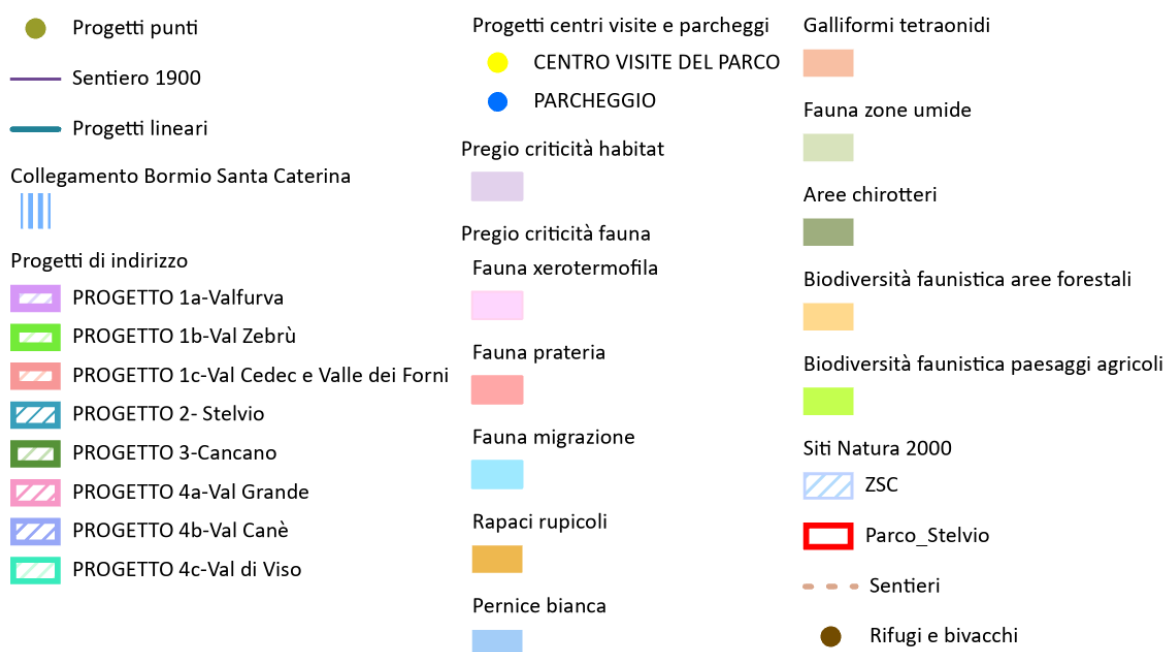 Progetti punti
Sentiero 1900
Progetti lineari
Collegamento Bormio Santa Caterina
Progetti di indirizzo
PROGETTO 1a-Valfurva
PROGETTO 1b-Val Zebrù
PROGETTO 1c-Val Cedec e Valle dei Forni
PROGETTO 2- Stelvio
PROGETTO 3-Cancano
PROGETTO 4a-Val Grande
PROGETTO 4b-Val Canè
PROGETTO 4c-Val di Viso
Progetti centri visite e parcheggi
CENTRO VISITE DEL PARCO
PARCHEGGIO
Pregio criticità habitat
Pregio criticità fauna
Fauna xerotermofila
Fauna prateria
Fauna migrazione
Rapaci rupicoli
Pernice bianca
Galliformi tetraonidi
Fauna zone umide
Aree chirotteri
Biodiversità faunistica aree forestali
Biodiversità faunistica paesaggi agricoli
Siti Natura 2000
ZSC
Parco_Stelvio
Sentieri
Rifugi e bivacchi